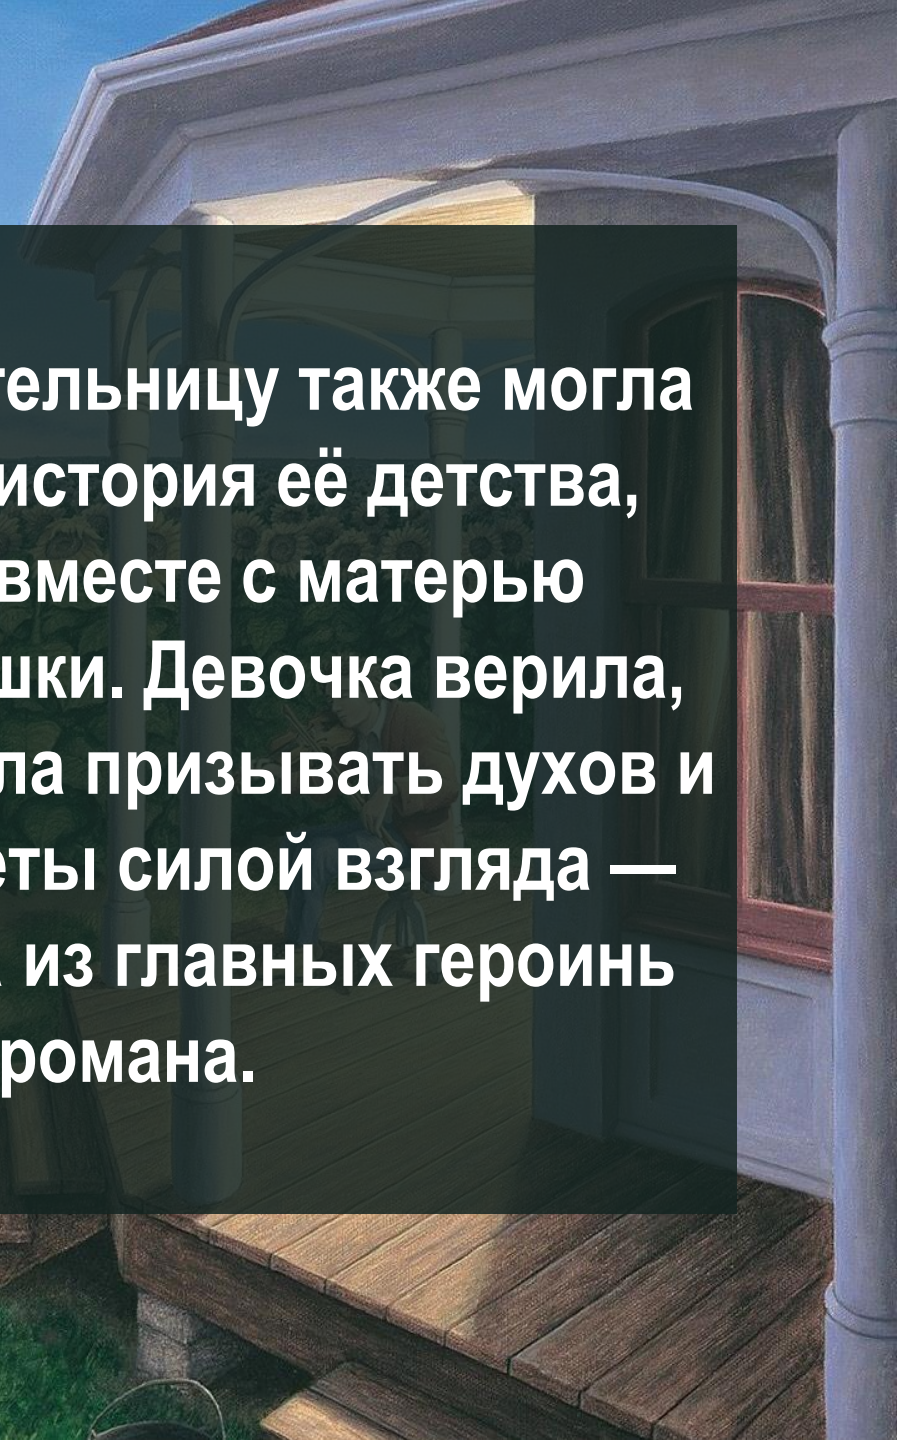 тельницу также могла
история её детства,
вместе с матерью
шки. Девочка верила,
ла призывать духов и
еты силой взгляда —
из главных героинь
романа.